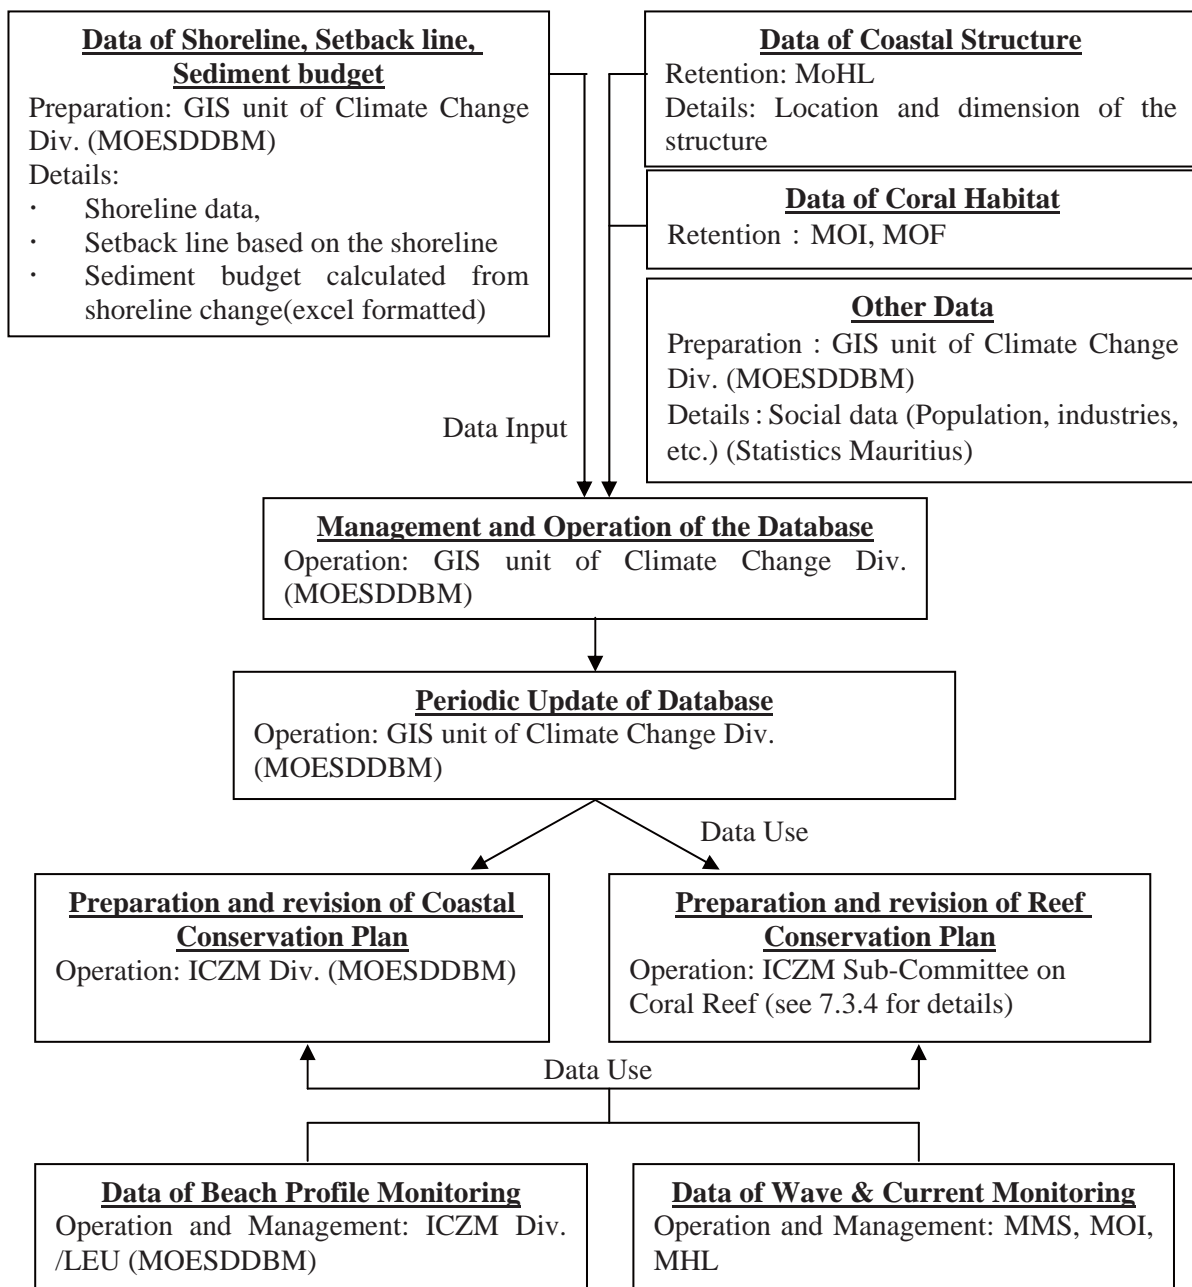 Data of Shoreline, Setback line,
Sediment budget
Preparation: GIS unit of Climate Change
Div. (MOESDDBM)
Details:
· Shoreline data,
· Setback line based on the shoreline
· Sediment budget calculated from
shoreline change(excel formatted)
Data of Coastal Structure
Retention: MoHL
Details: Location and dimension of the
structure
Data of Coral Habitat
Retention : MOI, MOF
Other Data
Preparation : GIS unit of Climate Change
Div. (MOESDDBM)
Details : Social data (Population, industries,
etc.) (Statistics Mauritius)
Data Input
Management and Operation of the Database
Operation: GIS unit of Climate Change Div.
(MOESDDBM)
Periodic Update of Database
Operation: GIS unit of Climate Change Div.
(MOESDDBM)
Data Use
Preparation and revision of Coastal
Conservation Plan
Operation: ICZM Div. (MOESDDBM)
Preparation and revision of Reef
Conservation Plan
Operation: ICZM Sub-Committee on
Coral Reef (see 7.3.4 for details)
Data Use
Data of Beach Profile Monitoring
Operation and Management: ICZM Div.
/LEU (MOESDDBM)
Data of Wave & Current Monitoring
Operation and Management: MMS, MOI,
MHL